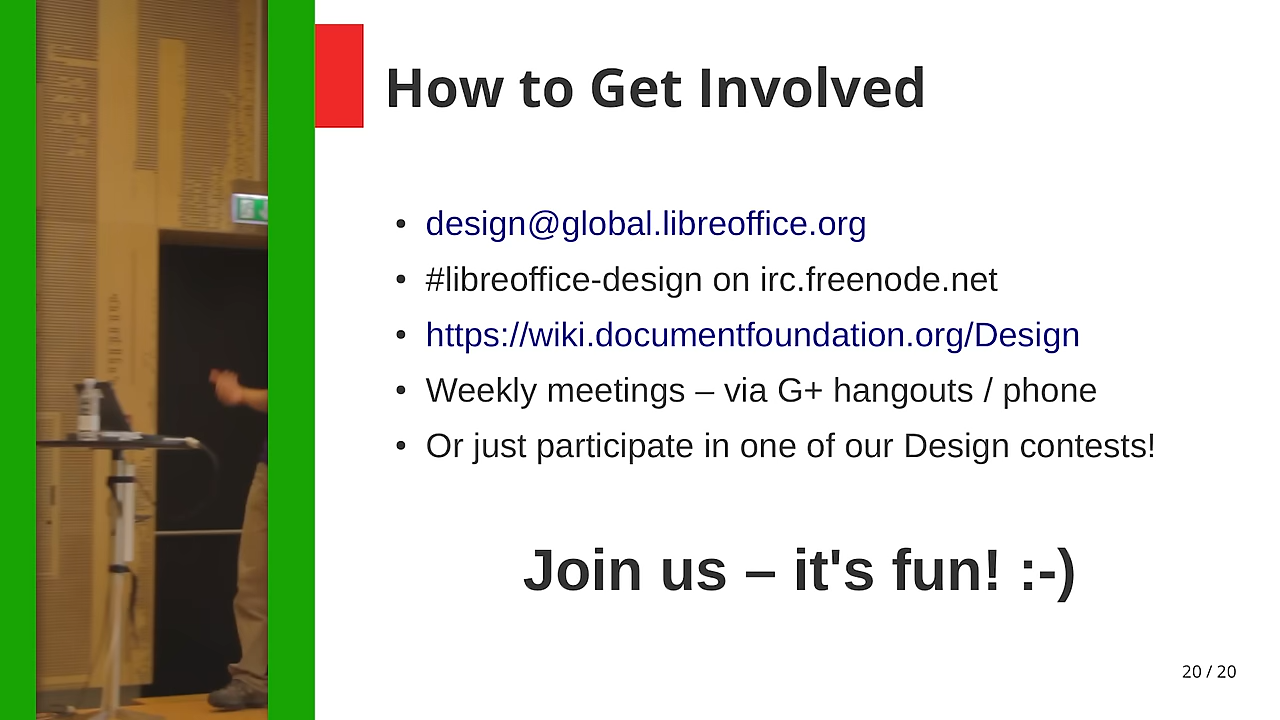 How to Get Involved
• design@global.libreoffice.org
• #libreoffice-design on irc.freenode.net
• https://wiki.documentfoundation.org/Design
• Weekly meetings – via G+ hangouts / phone
• Or just participate in one of our Design contests!
Join us – it's fun! :-)
20 / 20